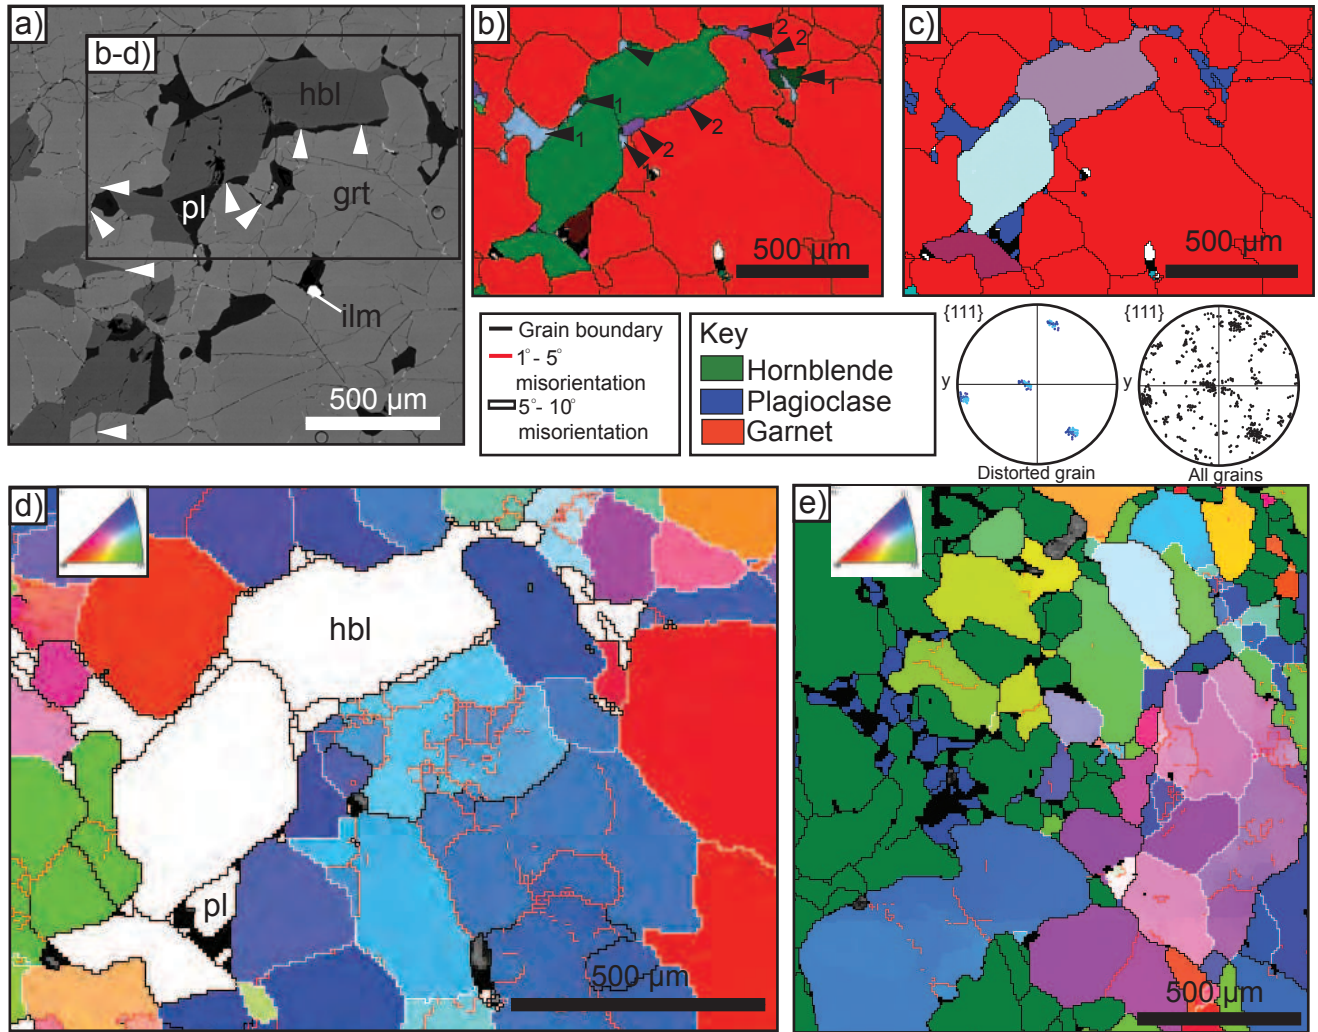 a)
b-d)
hbl
grt
pl
ilm
500 µm
b)
2
2
1
1
2
1
2
500 µm
c)
500 µm
Grain boundary
1°- 5°
misorientation
5°- 10°
misorientation
Key
Hornblende
Plagioclase
Garnet
{111}
y
Distorted grain
{111}
y
All grains
d)
hbl
pl
500 µm
e)
500 µm